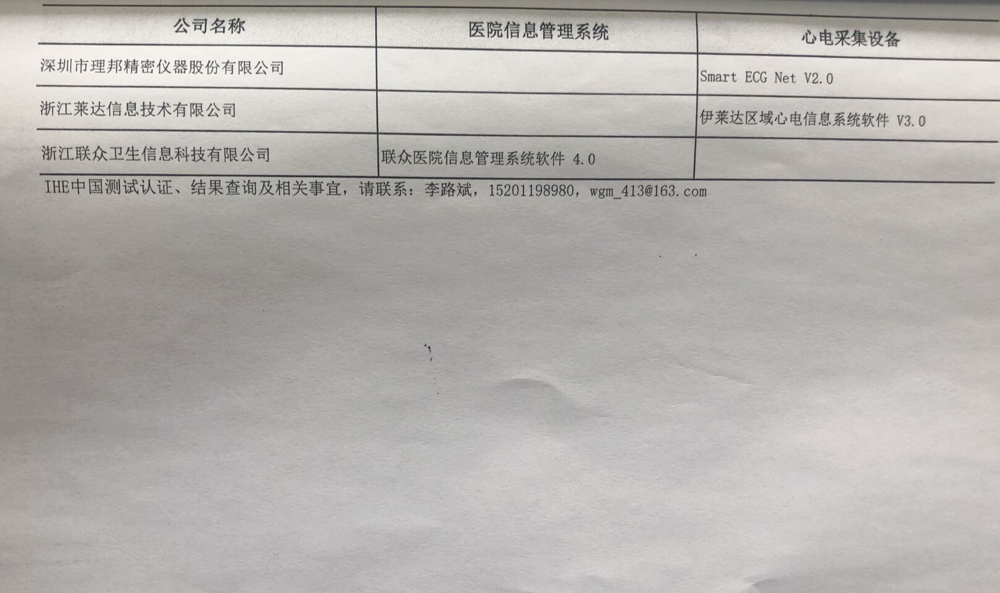 公司名称 医院信息管理系统 心电采集设备
深圳市理邦精密仪器股份有限公司 Smart ECG Net V2.0
浙江莱达信息技术有限公司 伊莱达区域心电信息系统软件 V3.0
浙江联众卫生信息科技有限公司 联众医院信息管理系统软件 4.0
IHE中国测试认证、结果查询及相关事宜，请联系：李路斌，15201198980，wgm_413@163.com